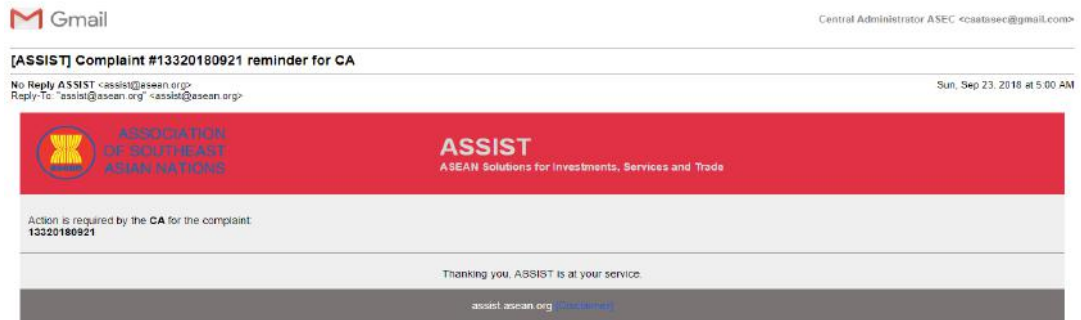 Gmail
Central Administrator ASEC <caatasec@gmail.com>
[ASSIST] Complaint #13320180921 reminder for CA
No Reply ASSIST <assist@asean.org>
Sun, Sep 23, 2018 at 5:00 AM
Reply-To: "assist@asean.org" <assist@asean.org>
ASSOCIATION
OF SOUTHEAST
ASIAN NATIONS
ASSIST
ASEAN Solutions for Investments, Services and Trade
Action is required by the CA for the complaint:
13320180921
Thanking you, ASSIST is at your service.
assist.asean.org